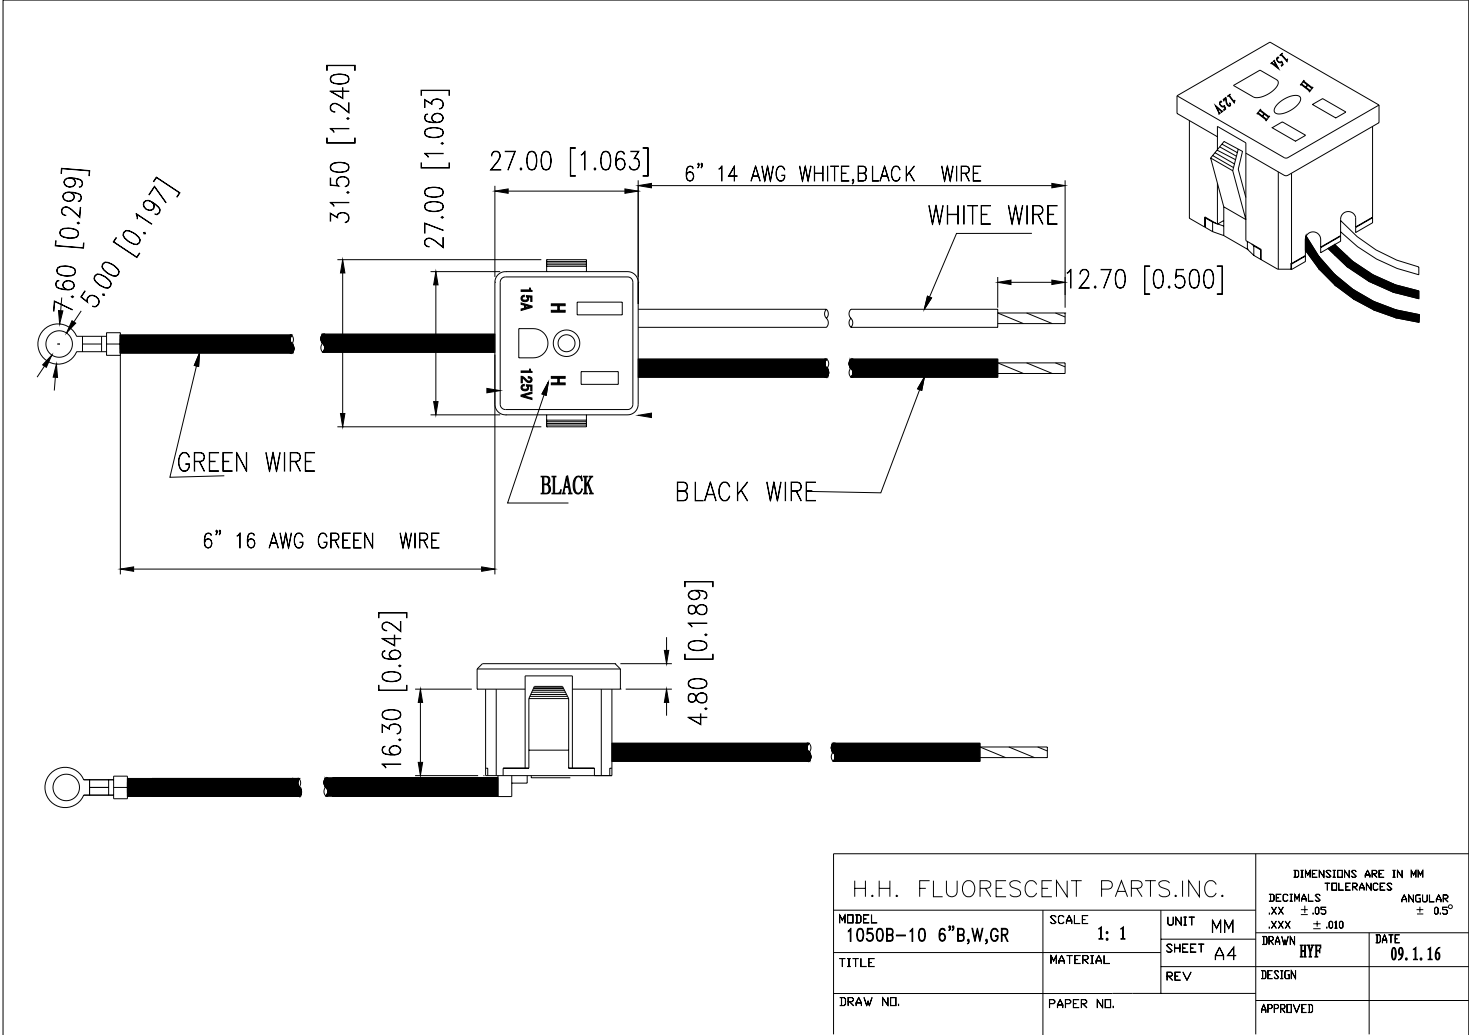 31.50 [1.240]
27.00 [1.063]
27.00 [1.063]
6” 14 AWG WHITE,BLACK WIRE
WHITE WIRE
12.70 [0.500]
7.60 [0.299]
5.00 [0.197]
15A
H
125V
H
15A
H
125V
H
GREEN WIRE
BLACK
BLACK WIRE
6” 16 AWG GREEN WIRE
16.30 [0.642]
4.80 [0.189]
H.H. FLUORESCENT PARTS.INC.
MODEL
1050B-10 6”B,W,GR
SCALE
1: 1
UNIT MM
SHEET A4
REV
TITLE
MATERIAL
DRAW NO.
PAPER NO.
DIMENSIONS ARE IN MM
TOLERANCES
DECIMALS ANGULAR
.XX ± .05 ± 0.5°
.XXX ± .010
DRAWN HYF
DATE
09.1.16
DESIGN
APPROVED